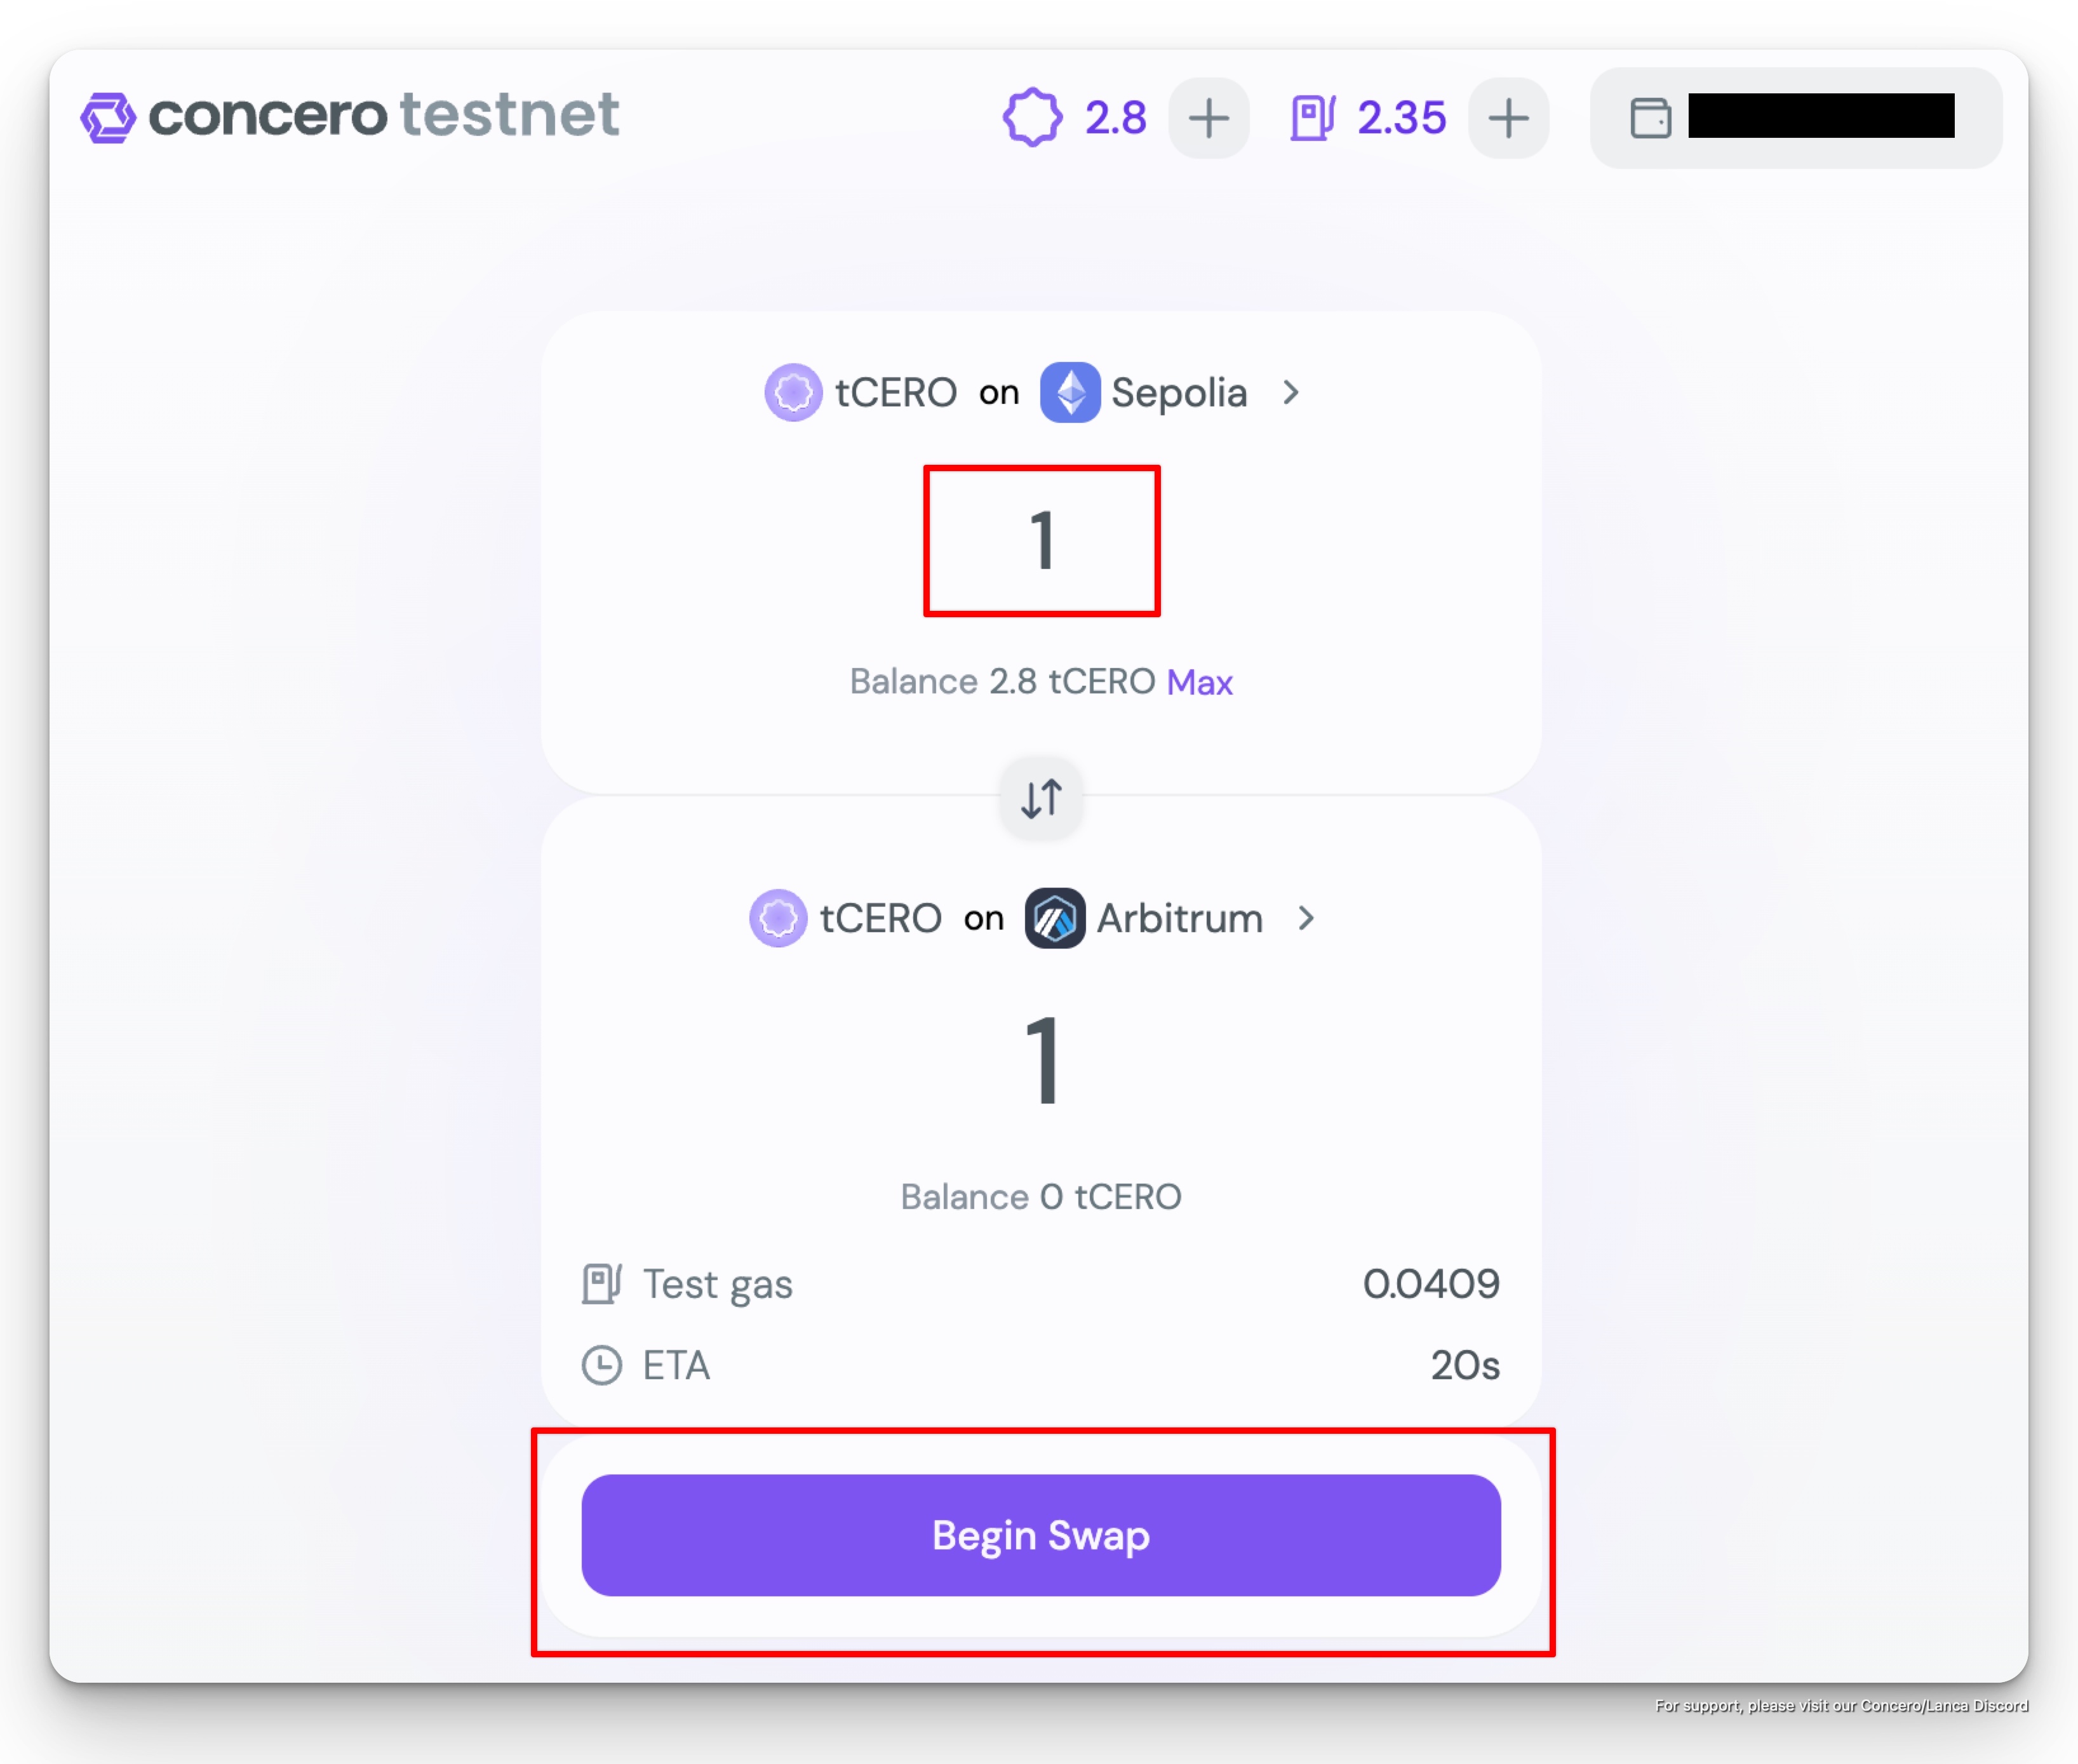 concero testnet 2.8 2.35
tCERO on Sepolia
1
Balance 2.8 tCERO Max
tCERO on Arbitrum
1
Balance 0 tCERO
Test gas 0.0409
ETA 20s
Begin Swap
For support, please visit our Concero/Lanca Discord